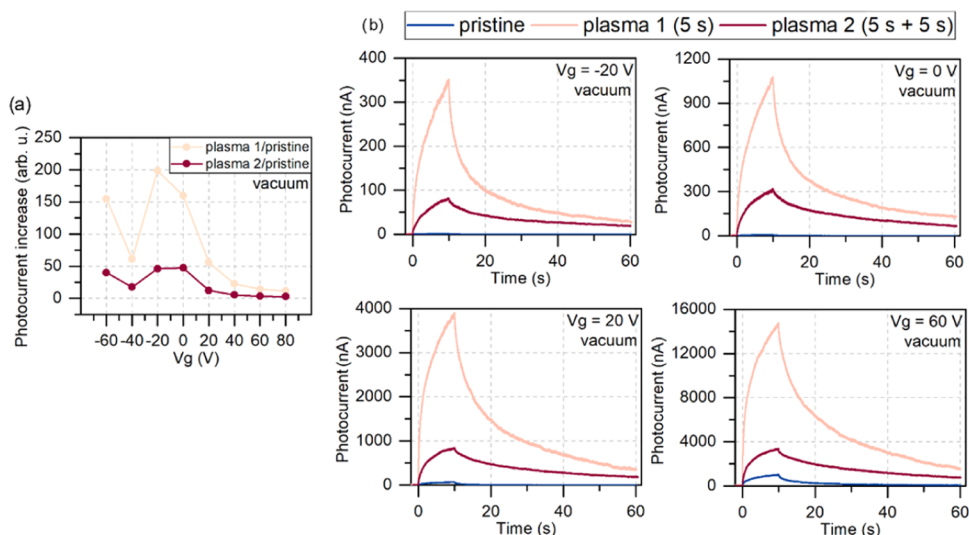 (b)
pristine plasma 1 (5 s) plasma 2 (5 s + 5 s)
(a)
Photocurrent increase (arb. u.)
250
200
150
100
50
0
plasma 1/pristine
plasma 2/pristine
vacuum
-60 -40 -20 0 20 40 60 80
Vg (V)
Photocurrent (nA)
400
300
200
100
0
Vg = -20 V
vacuum
0 20 40 60
Time (s)
Photocurrent (nA)
1200
900
600
300
0
Vg = 0 V
vacuum
0 20 40 60
Time (s)
Photocurrent (nA)
4000
3000
2000
1000
0
Vg = 20 V
vacuum
0 20 40 60
Time (s)
Photocurrent (nA)
16000
12000
8000
4000
0
Vg = 60 V
vacuum
0 20 40 60
Time (s)